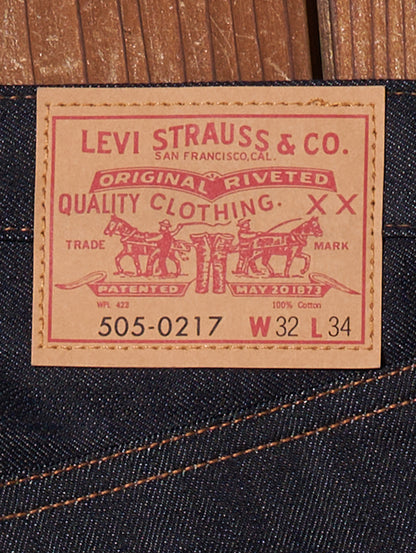 LEVI STRAUSS & CO.
SAN FRANCISCO, CAL.
ORIGINAL RIVETED
QUALITY CLOTHING. XX
TRADE MARK
PATENTED MAY 20 1873
WPL 423 100% Cotton
505-0217 W 32 L 34